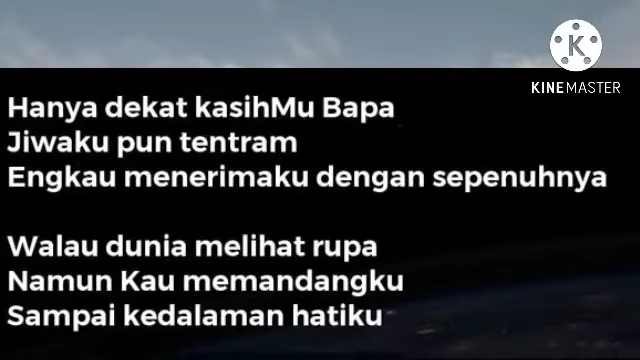 KINEMASTER
Hanya dekat kasihMu Bapa
Jiwaku pun tentram
Engkau menerimaku dengan sepenuhnya
Walau dunia melihat rupa
Namun Kau memandangku
Sampai kedalaman hatiku